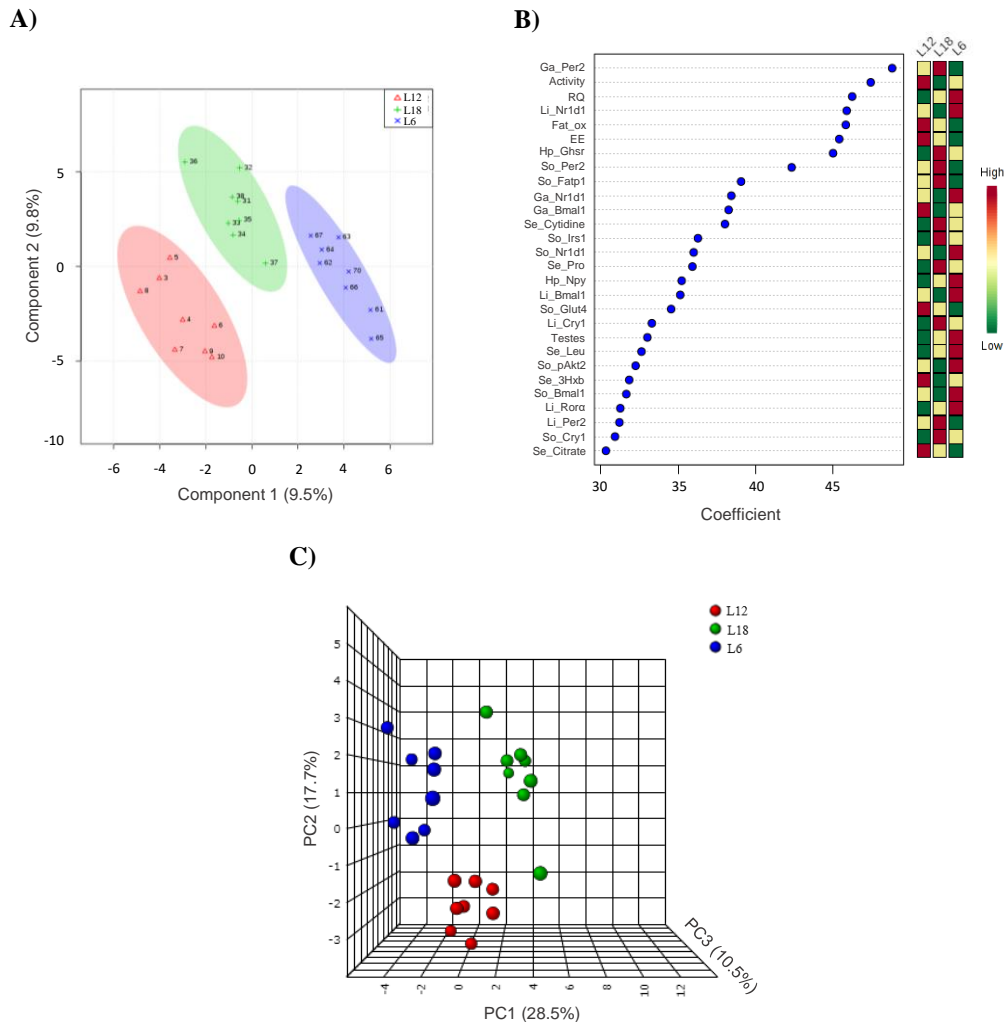 A)
L12
L18
L6
36
32
38
31
33
35
34
37
5
3
8
4
6
7
9
10
67
63
64
62
70
66
61
65
5
0
-5
-10
-6
-4
-2
0
2
4
6
Component 2 (9.8%)
Component 1 (9.5%)
B)
L12
L18
L6
Ga_Per2
Activity
RQ
Li_Nr1d1
Fat_ox
EE
Hp_Ghsr
So_Per2
So_Fatp1
Ga_Nr1d1
Ga_Bmal1
Se_Cytidine
So_Irs1
So_Nr1d1
Se_Pro
Hp_Npy
Li_Bmal1
So_Glut4
Li_Cry1
Testes
Se_Leu
So_pAkt2
Se_3Hxb
So_Bmal1
Li_Rorα
Li_Per2
So_Cry1
Se_Citrate
30
35
40
45
Coefficient
High
Low
C)
L12
L18
L6
5
4
3
2
1
0
-1
-2
-3
PC2 (17.7%)
-4
-2
0
2
4
6
8
10
12
PC1 (28.5%)
PC3 (10.5%)